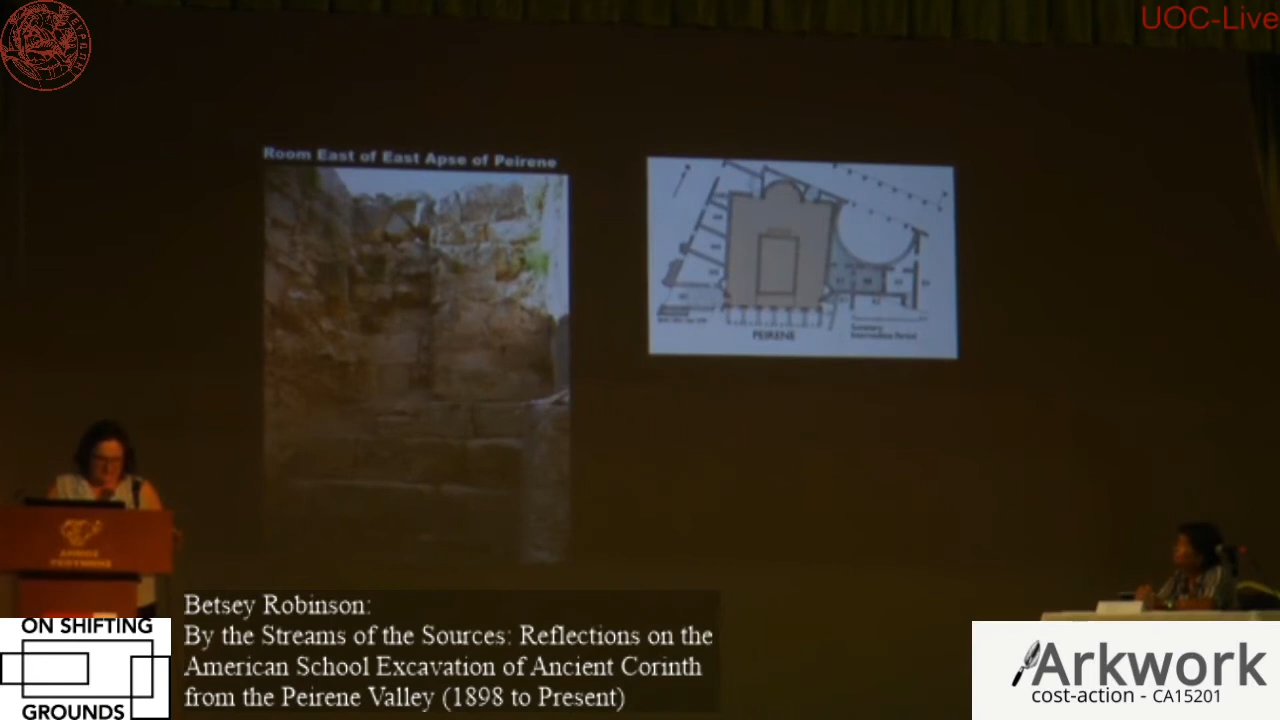 UOC-Live
Room East of East Apse of Peirene
PEIRENE
Betsey Robinson:
By the Streams of the Sources: Reflections on the
American School Excavation of Ancient Corinth
from the Peirene Valley (1898 to Present)
ON SHIFTING
GROUNDS
Arkwork
cost-action - CA15201